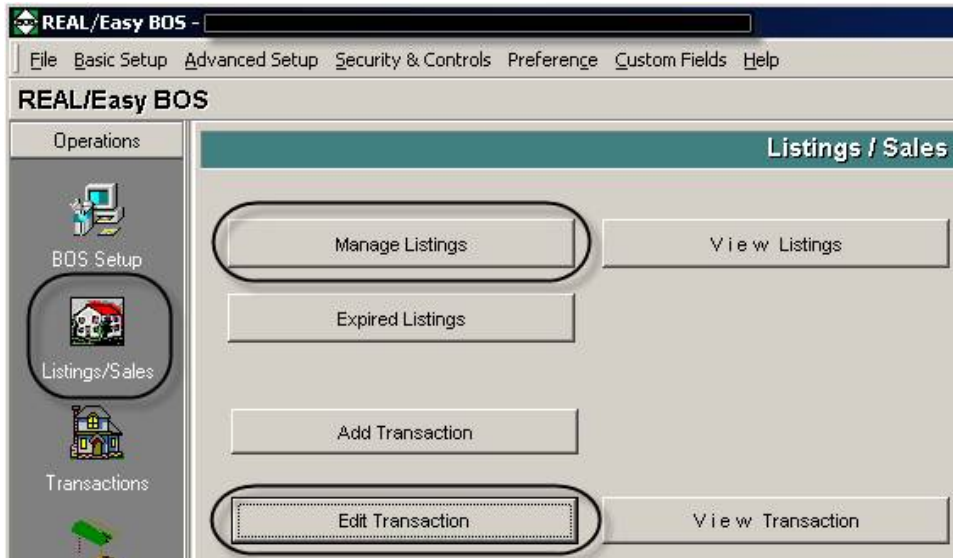 REAL/Easy BOS -
File Basic Setup Advanced Setup Security & Controls Preference Custom Fields Help
REAL/Easy BOS
Operations
Listings / Sales
BOS Setup
Manage Listings
View Listings
Listings/Sales
Expired Listings
Add Transaction
Transactions
Edit Transaction
View Transaction